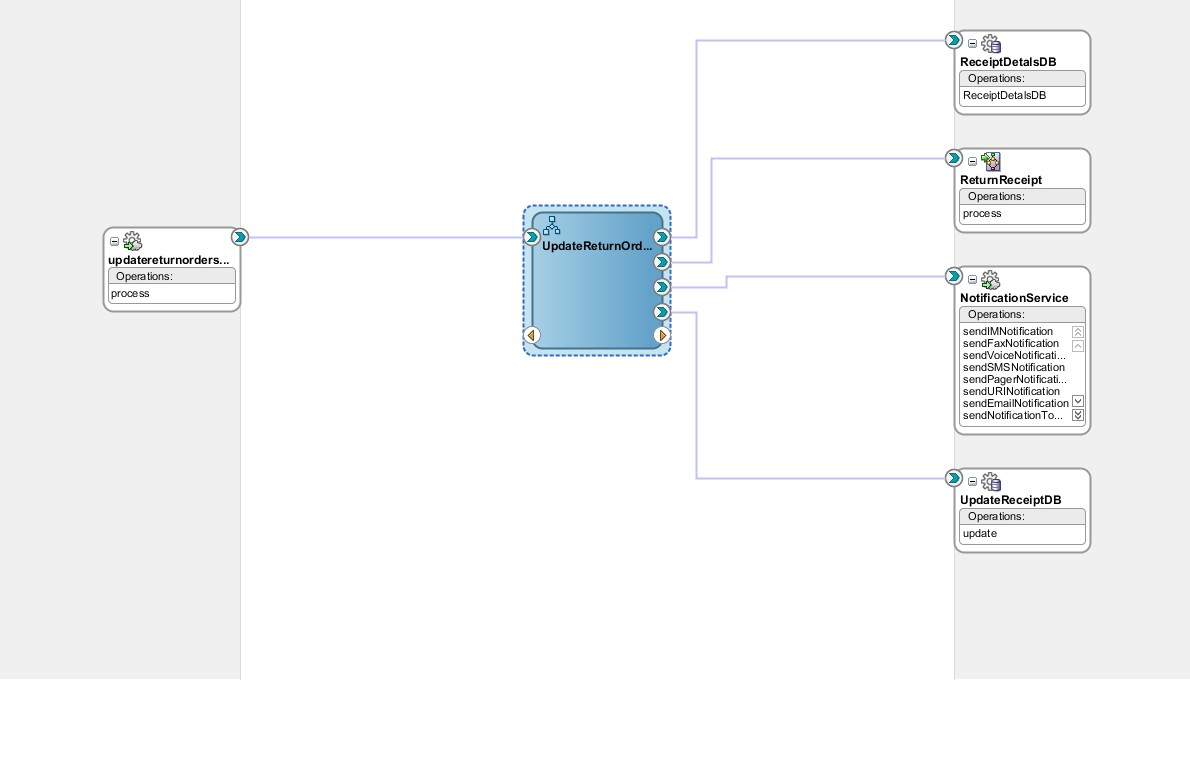 updatereturnorders...
Operations:
process
UpdateReturnOrd...
ReceiptDetalsDB
Operations:
ReceiptDetalsDB
ReturnReceipt
Operations:
process
NotificationService
Operations:
sendIMNotification
sendFaxNotification
sendVoiceNotificati...
sendSMSNotification
sendPagerNotificati...
sendURINotification
sendEmailNotification
sendNotificationTo...
UpdateReceiptDB
Operations:
update